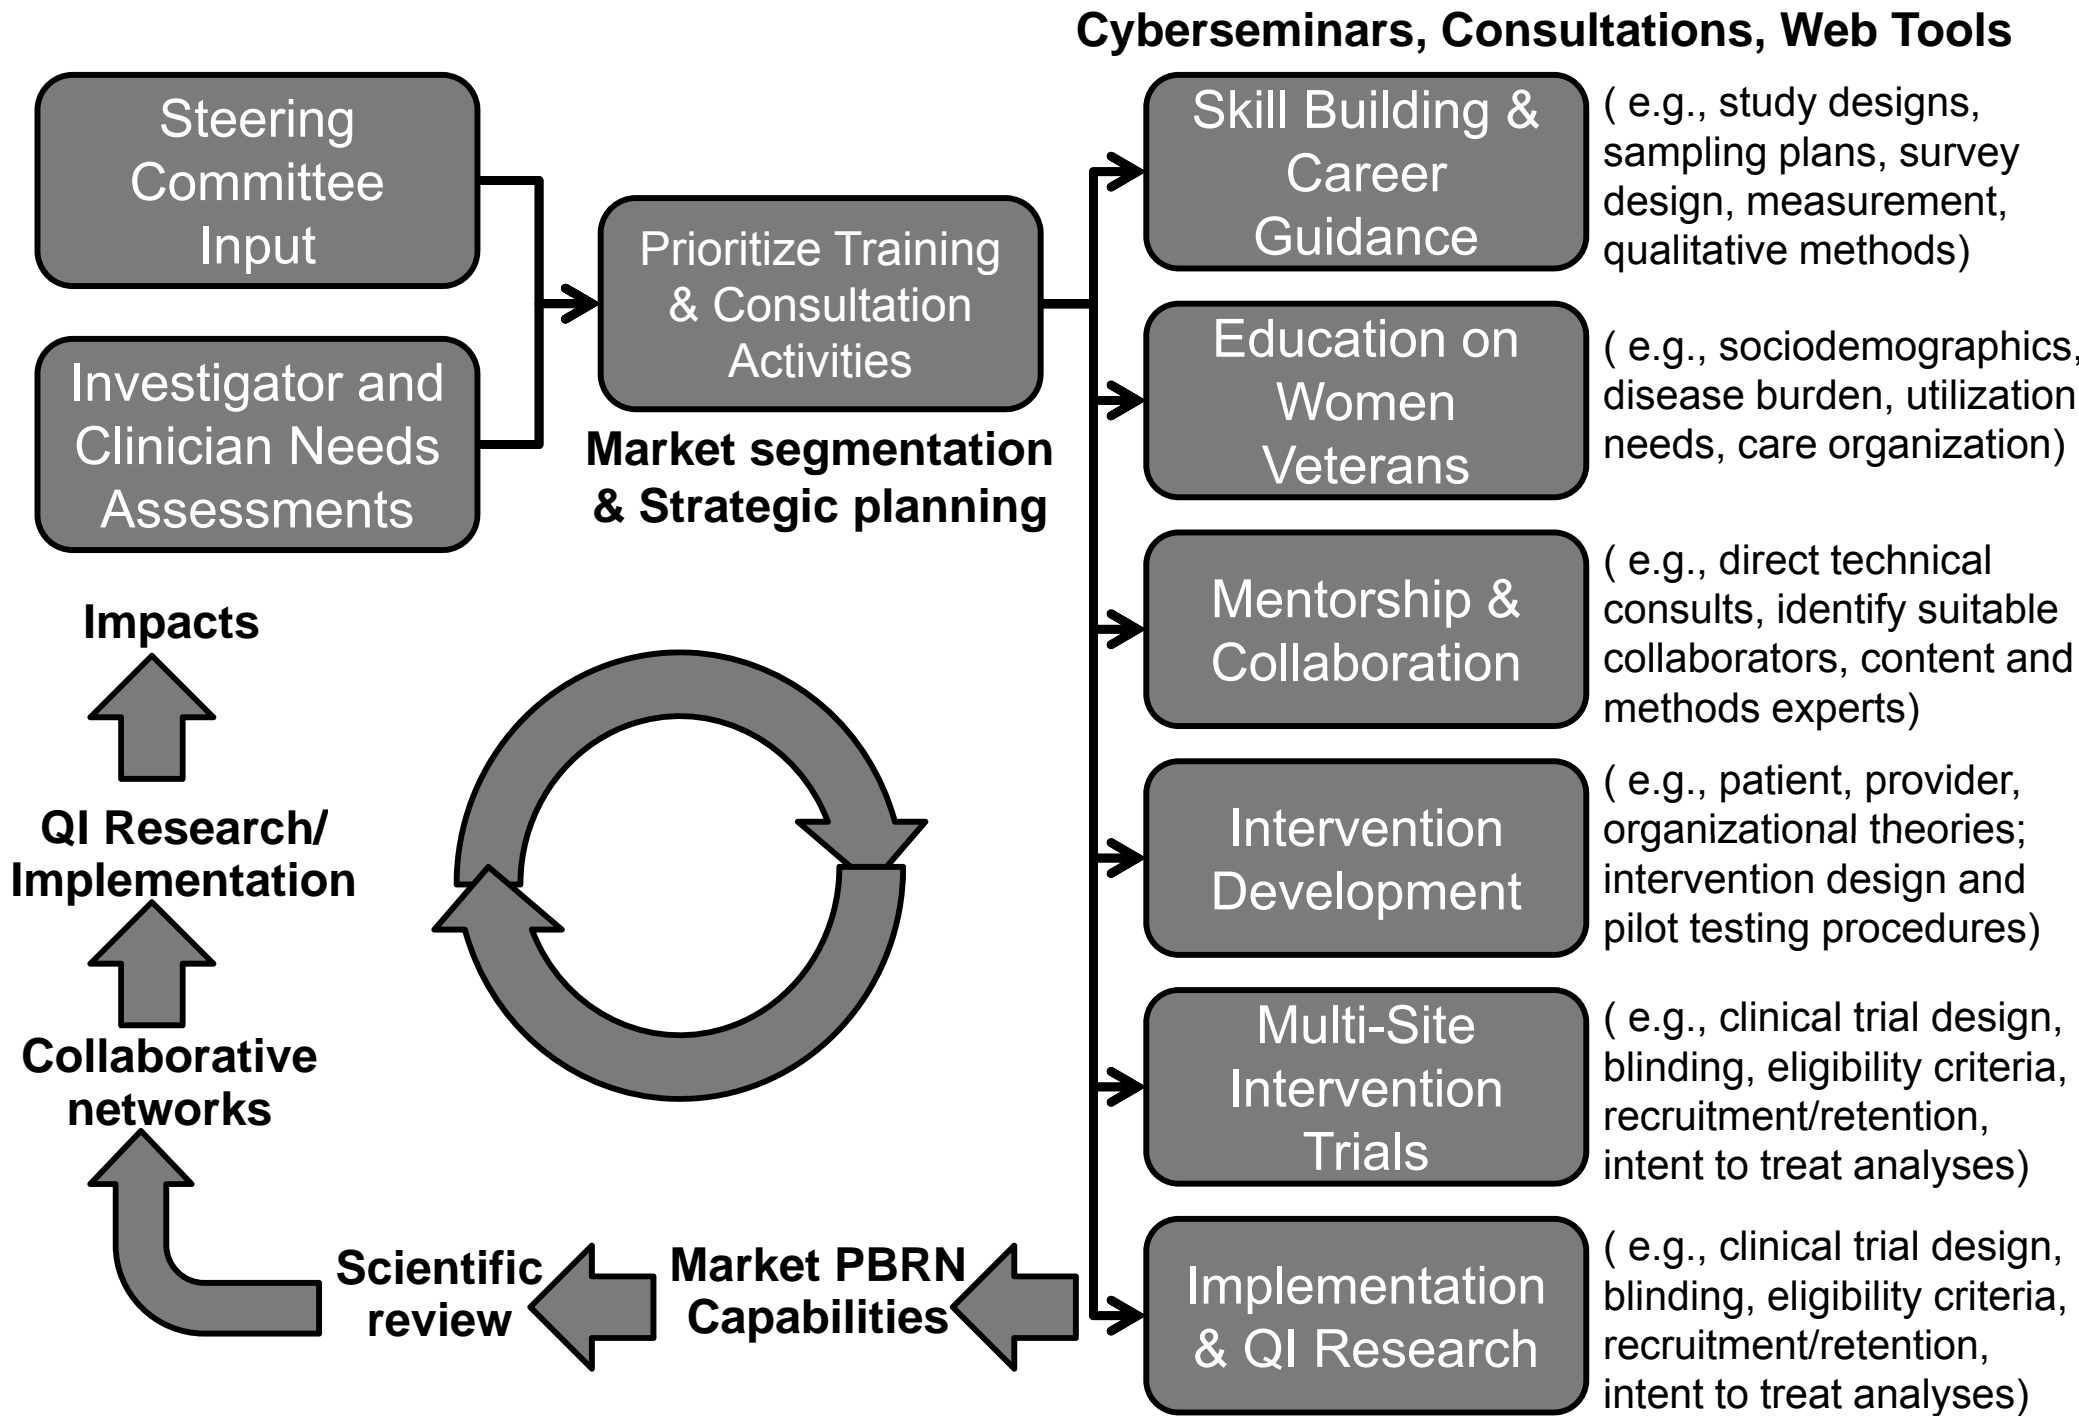 Cyberseminars, Consultations, Web Tools
Steering
Committee
Input
Investigator and
Clinician Needs
Assessments
Prioritize Training
& Consultation
Activities
Market segmentation
& Strategic planning
Skill Building &
Career
Guidance
( e.g., study designs,
sampling plans, survey
design, measurement,
qualitative methods)
Education on
Women
Veterans
( e.g., sociodemographics,
disease burden, utilization
needs, care organization)
Mentorship &
Collaboration
( e.g., direct technical
consults, identify suitable
collaborators, content and
methods experts)
Intervention
Development
( e.g., patient, provider,
organizational theories;
intervention design and
pilot testing procedures)
Multi-Site
Intervention
Trials
( e.g., clinical trial design,
blinding, eligibility criteria,
recruitment/retention,
intent to treat analyses)
Implementation
& QI Research
( e.g., clinical trial design,
blinding, eligibility criteria,
recruitment/retention,
intent to treat analyses)
Market PBRN
Capabilities
Scientific
review
Collaborative
networks
QI Research/
Implementation
Impacts